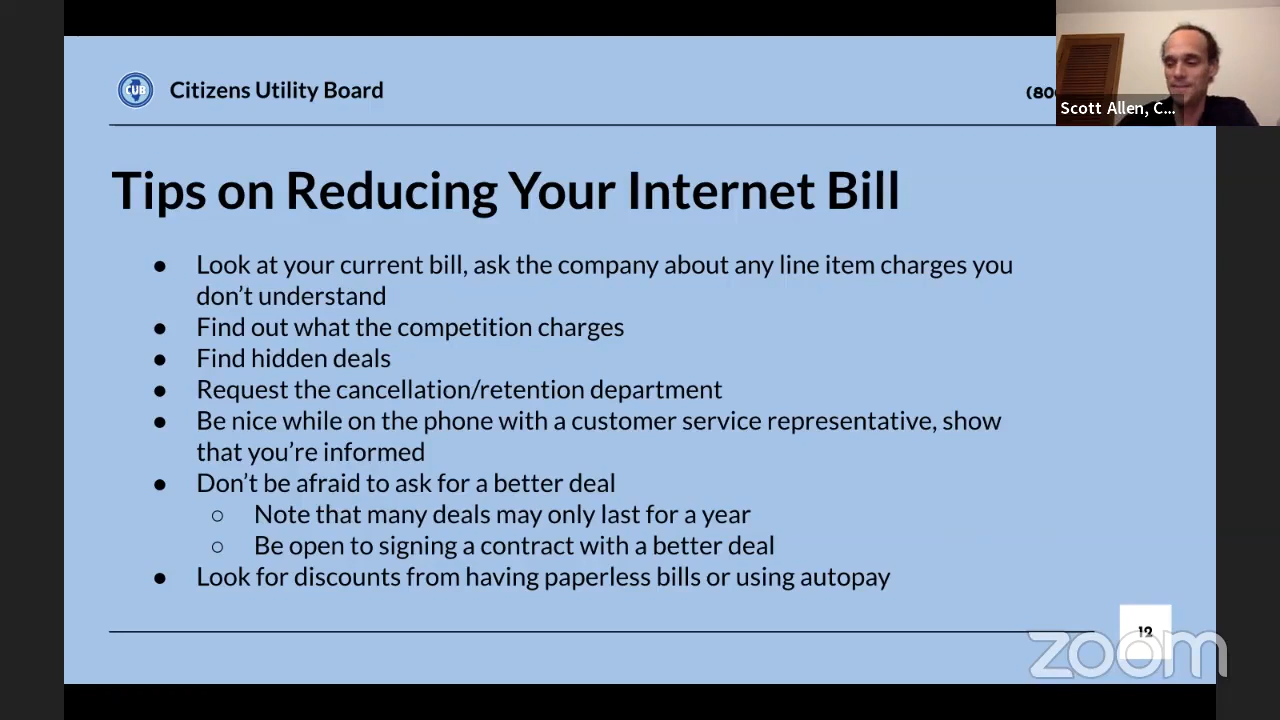 CUB
Citizens Utility Board
(80
Scott Allen, C...
Tips on Reducing Your Internet Bill
● Look at your current bill, ask the company about any line item charges you
don’t understand
● Find out what the competition charges
● Find hidden deals
● Request the cancellation/retention department
● Be nice while on the phone with a customer service representative, show
that you’re informed
● Don’t be afraid to ask for a better deal
○ Note that many deals may only last for a year
○ Be open to signing a contract with a better deal
● Look for discounts from having paperless bills or using autopay
12
zoom